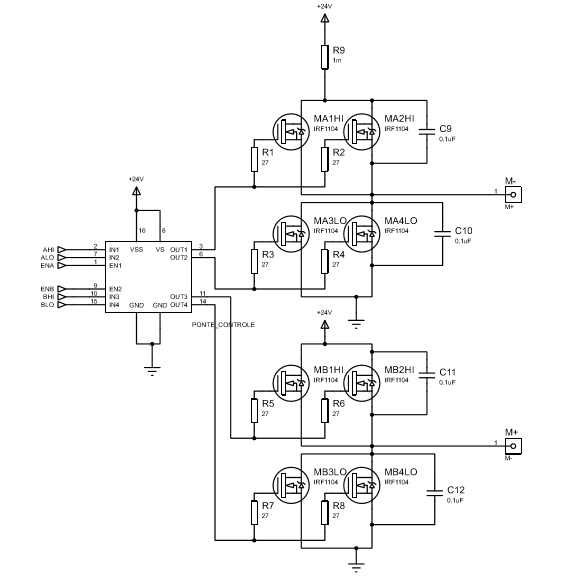 +24V
R9
1m
MA1HI
IRF1104
MA2HI
IRF1104
C9
0.1uF
R1
27
R2
27
M-
1
M+
+24V
16
8
VSS
VS
MA3LO
IRF1104
MA4LO
IRF1104
C10
0.1uF
R3
27
R4
27
AHI
2
IN1
OUT1
3
ALO
7
IN2
OUT2
6
ENA
1
EN1
ENB
9
EN2
BHI
10
IN3
OUT3
11
BLO
15
IN4
OUT4
14
GND
GND
PONTE_CONTROLE
+24V
MB1HI
IRF1104
MB2HI
IRF1104
C11
0.1uF
R5
27
R6
27
M+
1
M-
MB3LO
IRF1104
MB4LO
IRF1104
C12
0.1uF
R7
27
R8
27